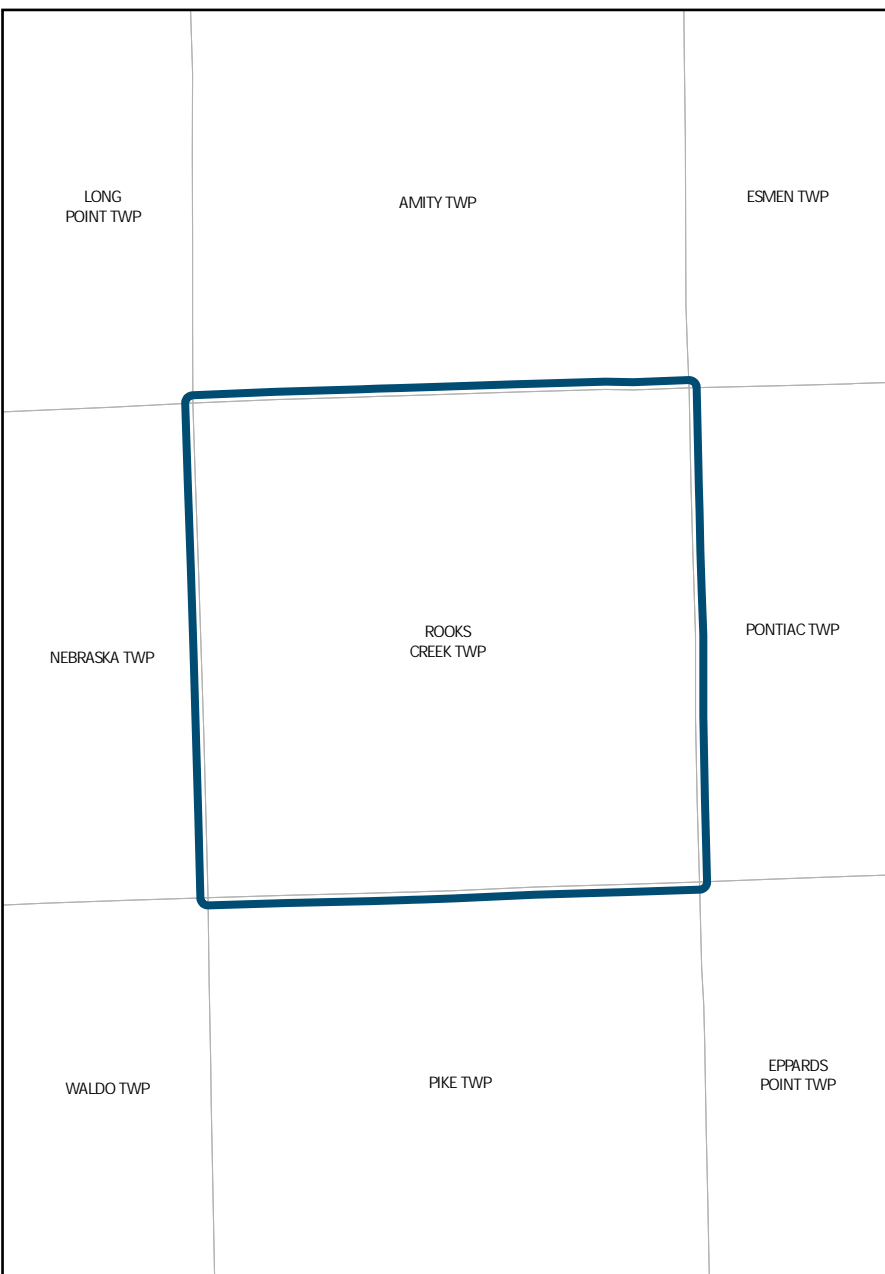 LONG
POINT TWP
AMITY TWP
ESMEN TWP
NEBRASKA TWP
ROOKS
CREEK TWP
PONTIAC TWP
WALDO TWP
PIKE TWP
EPPARDS
POINT TWP